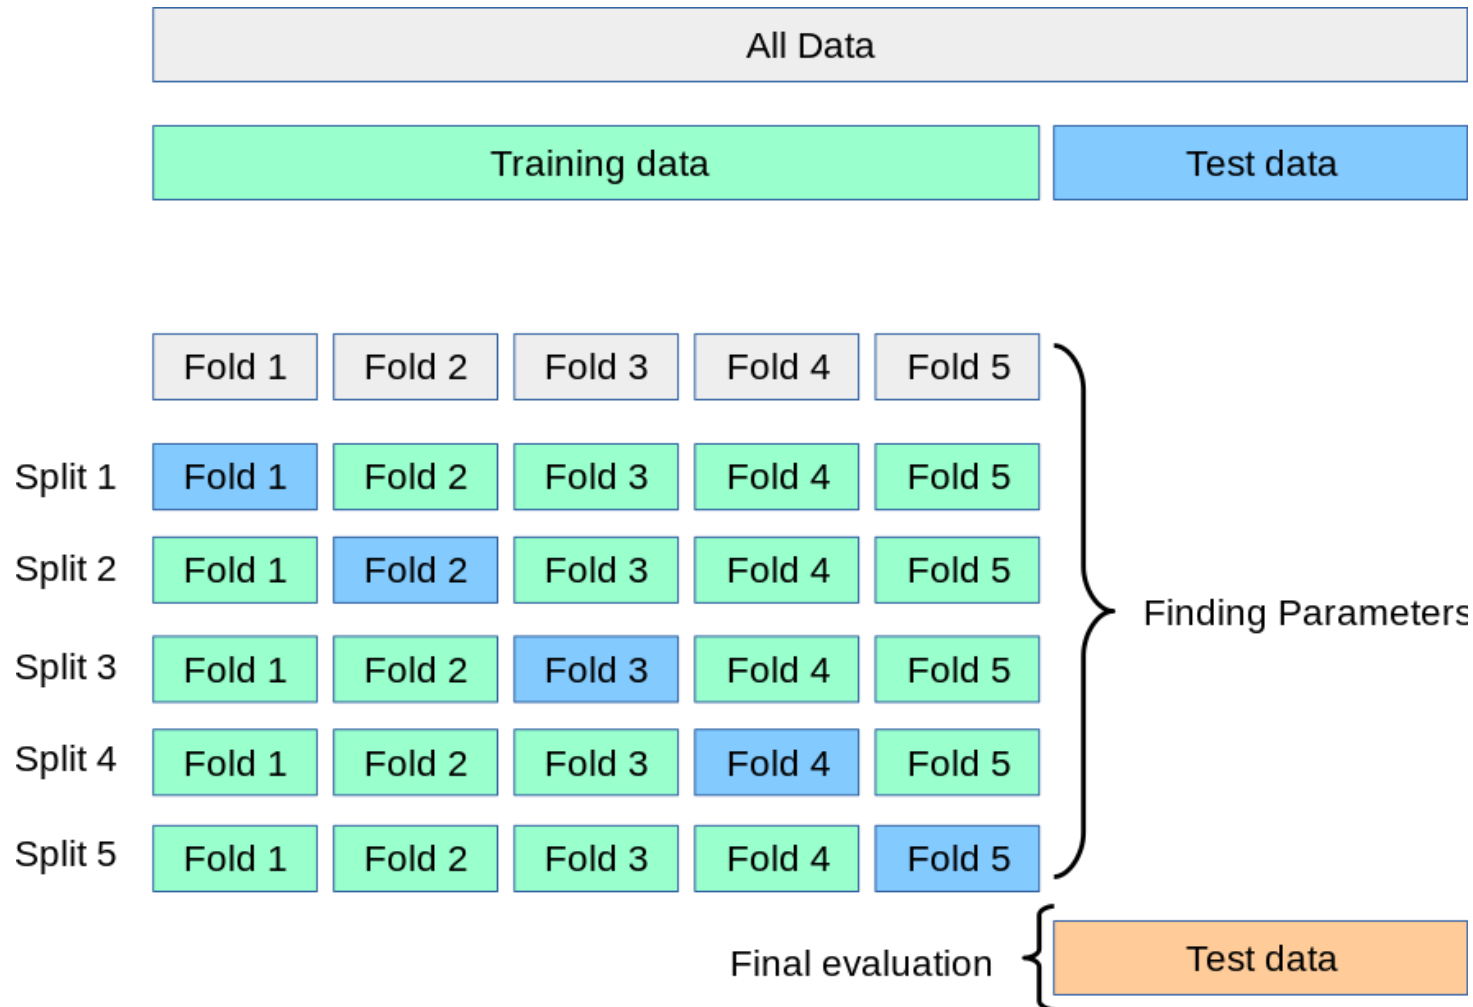 All Data
Training data Test data
Fold 1 Fold 2 Fold 3 Fold 4 Fold 5
Split 1 Fold 1 Fold 2 Fold 3 Fold 4 Fold 5
Split 2 Fold 1 Fold 2 Fold 3 Fold 4 Fold 5
Finding Parameters
Split 3 Fold 1 Fold 2 Fold 3 Fold 4 Fold 5
Split 4 Fold 1 Fold 2 Fold 3 Fold 4 Fold 5
Split 5 Fold 1 Fold 2 Fold 3 Fold 4 Fold 5
Final evaluation Test data